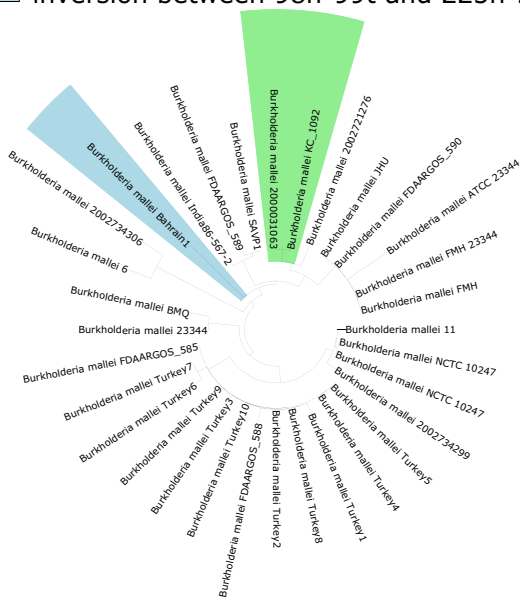 inversion between 98h-99t and 225h-
Burkholderia mallei 2000031063
Burkholderia mallei KC_1092
Burkholderia mallei 2002721276
Burkholderia mallei JHU
Burkholderia mallei FDAARGOS_590
Burkholderia mallei ATCC 23344
Burkholderia mallei FMH 23344
Burkholderia mallei FMH
Burkholderia mallei 11
Burkholderia mallei NCTC 10247
Burkholderia mallei NCTC 10247
Burkholderia mallei 2002734299
Burkholderia mallei Turkey5
Burkholderia mallei Turkey4
Burkholderia mallei Turkey1
Burkholderia mallei Turkey8
Burkholderia mallei Turkey2
Burkholderia mallei FDAARGOS_588
Burkholderia mallei Turkey10
Burkholderia mallei Turkey3
Burkholderia mallei Turkey9
Burkholderia mallei Turkey6
Burkholderia mallei Turkey7
Burkholderia mallei FDAARGOS_585
Burkholderia mallei 23344
Burkholderia mallei BMQ
Burkholderia mallei 6
Burkholderia mallei 2002734306
Burkholderia mallei Bahrain1
Burkholderia mallei India86-567-2
Burkholderia mallei FDAARGOS_589
Burkholderia mallei SAVP1